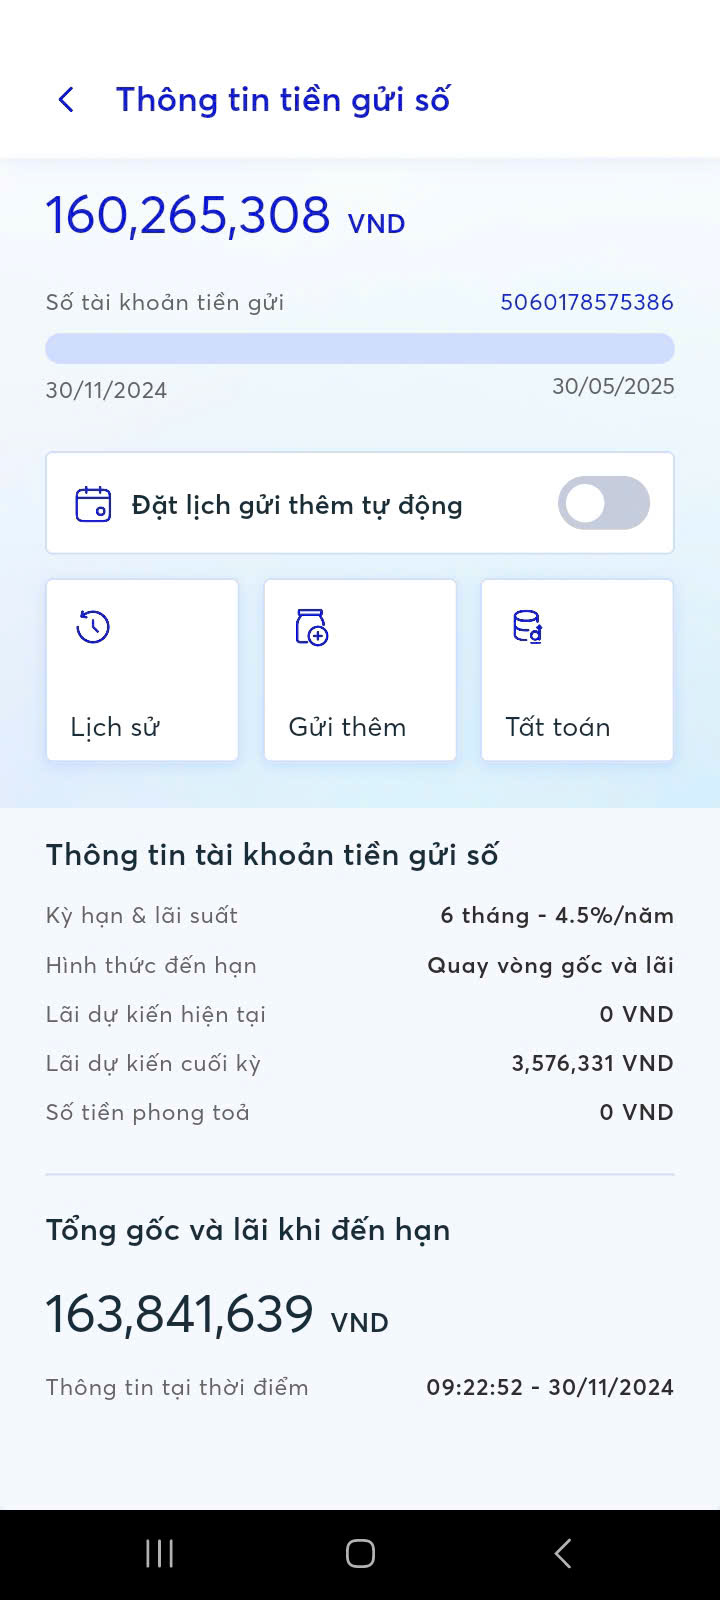 Thông tin tiền gửi số
160,265,308 VND
Số tài khoản tiền gửi 5060178575386
30/11/2024 30/05/2025
Đặt lịch gửi thêm tự động
Lịch sử Gửi thêm Tất toán
Thông tin tài khoản tiền gửi số
Kỳ hạn & lãi suất 6 tháng - 4.5%/năm
Hình thức đến hạn Quay vòng gốc và lãi
Lãi dự kiến hiện tại 0 VND
Lãi dự kiến cuối kỳ 3,576,331 VND
Số tiền phong toả 0 VND
Tổng gốc và lãi khi đến hạn
163,841,639 VND
Thông tin tại thời điểm 09:22:52 - 30/11/2024